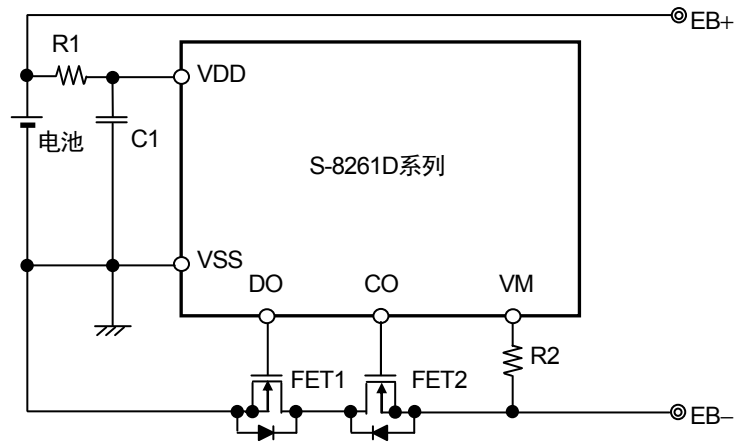 EB+
R1
VDD
电池
C1
S-8261D系列
VSS
DO
CO
VM
R2
FET1
FET2
EB−